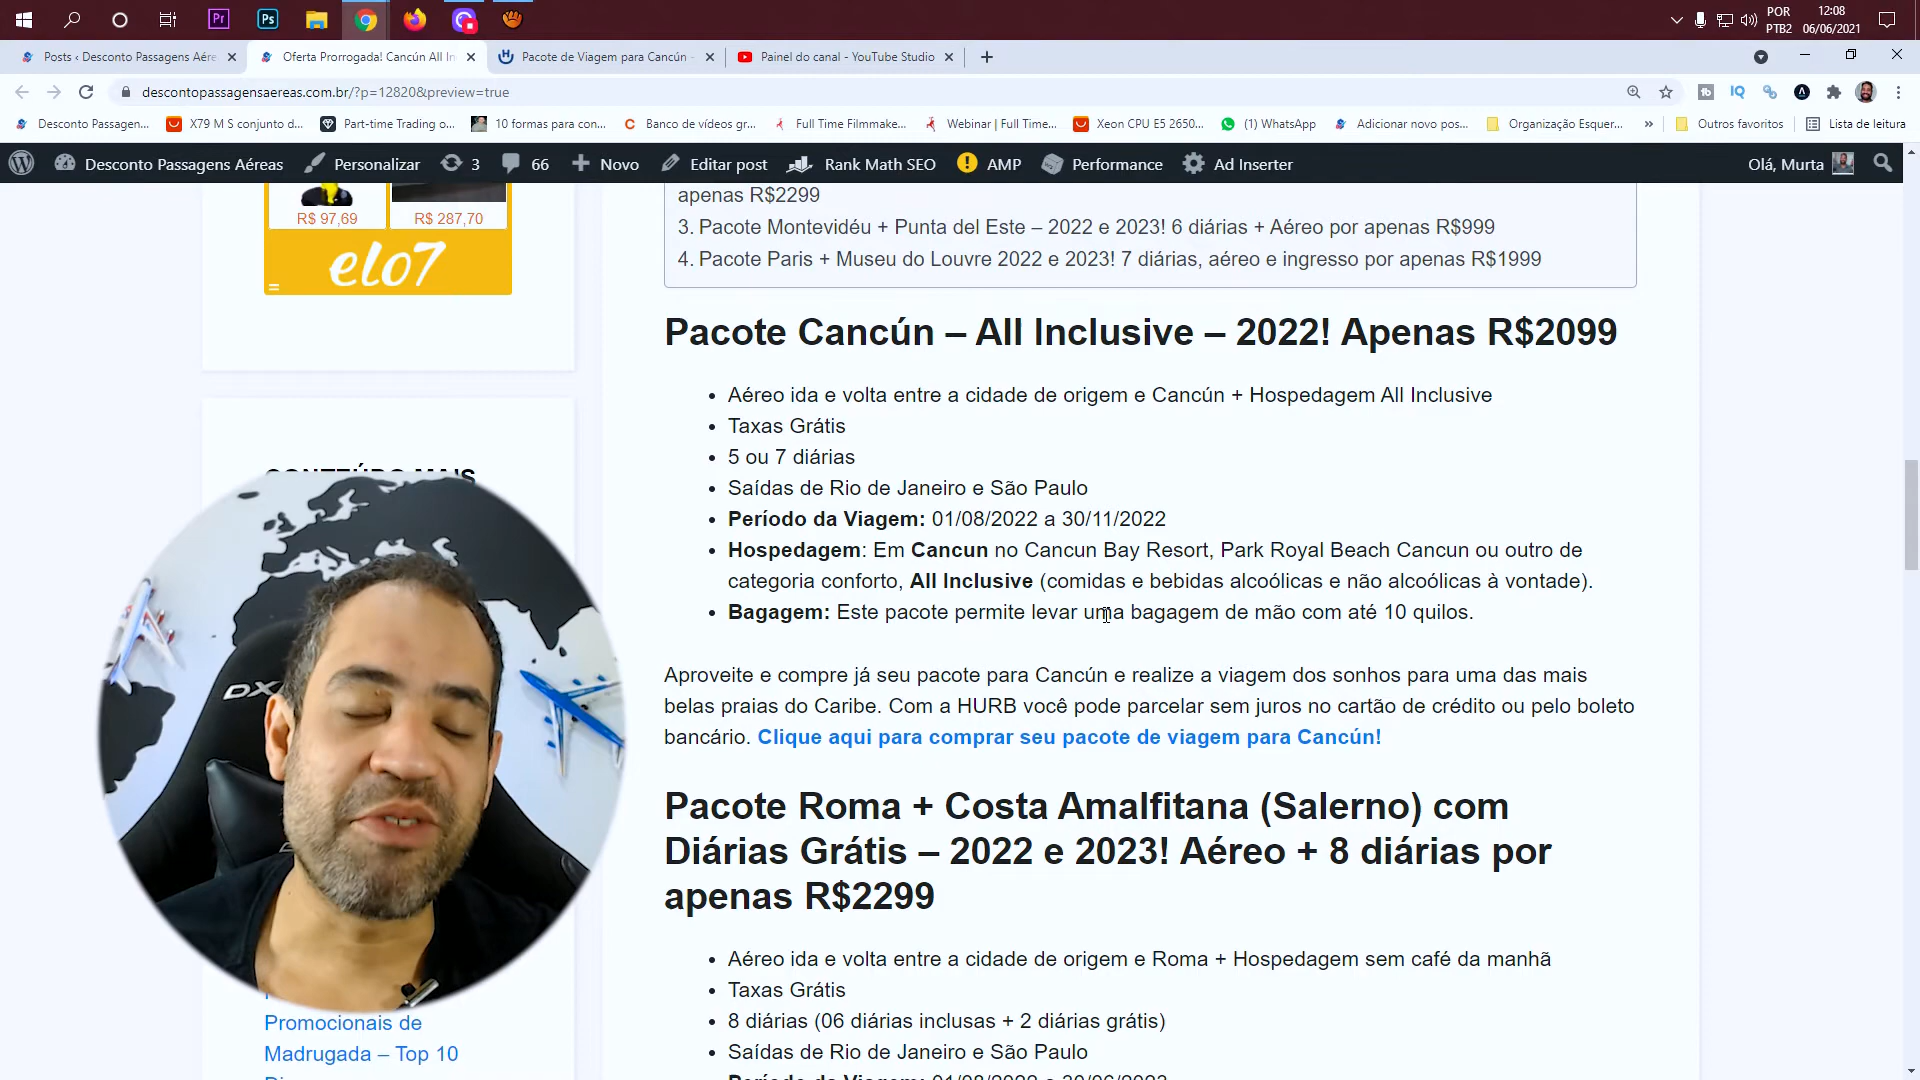 POR
PTB2
12:08
06/06/2021
Posts ‹ Desconto Passagens Aére
Oferta Prorrogada! Cancún All In
Pacote de Viagem para Cancún -
Painel do canal - YouTube Studio
descontopassagensaereas.com.br/?p=12820&preview=true
Desconto Passagen...
X79 M S conjunto d...
Part-time Trading o...
10 formas para con...
Banco de vídeos gr...
Full Time Filmmake...
Webinar | Full Time...
Xeon CPU E5 2650...
(1) WhatsApp
Adicionar novo pos...
Organização Esquer...
»
Outros favoritos
Lista de leitura
Desconto Passagens Aéreas
Personalizar
3
66
Novo
Editar post
Rank Math SEO
AMP
Performance
Ad Inserter
Olá, Murta
R$ 97,69
R$ 287,70
elo7
apenas R$2299
3. Pacote Montevidéu + Punta del Este – 2022 e 2023! 6 diárias + Aéreo por apenas R$999
4. Pacote Paris + Museu do Louvre 2022 e 2023! 7 diárias, aéreo e ingresso por apenas R$1999
Pacote Cancún – All Inclusive – 2022! Apenas R$2099
• Aéreo ida e volta entre a cidade de origem e Cancún + Hospedagem All Inclusive
• Taxas Grátis
• 5 ou 7 diárias
• Saídas de Rio de Janeiro e São Paulo
• Período da Viagem: 01/08/2022 a 30/11/2022
• Hospedagem: Em Cancun no Cancun Bay Resort, Park Royal Beach Cancun ou outro de
categoria conforto, All Inclusive (comidas e bebidas alcoólicas e não alcoólicas à vontade).
• Bagagem: Este pacote permite levar uma bagagem de mão com até 10 quilos.
Aproveite e compre já seu pacote para Cancún e realize a viagem dos sonhos para uma das mais
belas praias do Caribe. Com a HURB você pode parcelar sem juros no cartão de crédito ou pelo boleto
bancário. Clique aqui para comprar seu pacote de viagem para Cancún!
Pacote Roma + Costa Amalfitana (Salerno) com
Diárias Grátis – 2022 e 2023! Aéreo + 8 diárias por
apenas R$2299
• Aéreo ida e volta entre a cidade de origem e Roma + Hospedagem sem café da manhã
• Taxas Grátis
• 8 diárias (06 diárias inclusas + 2 diárias grátis)
• Saídas de Rio de Janeiro e São Paulo
Período da Viagem: 01/08/2022 a 30/06/2023
CONTEÚDO MAIS
DX
Promocionais de
Madrugada – Top 10